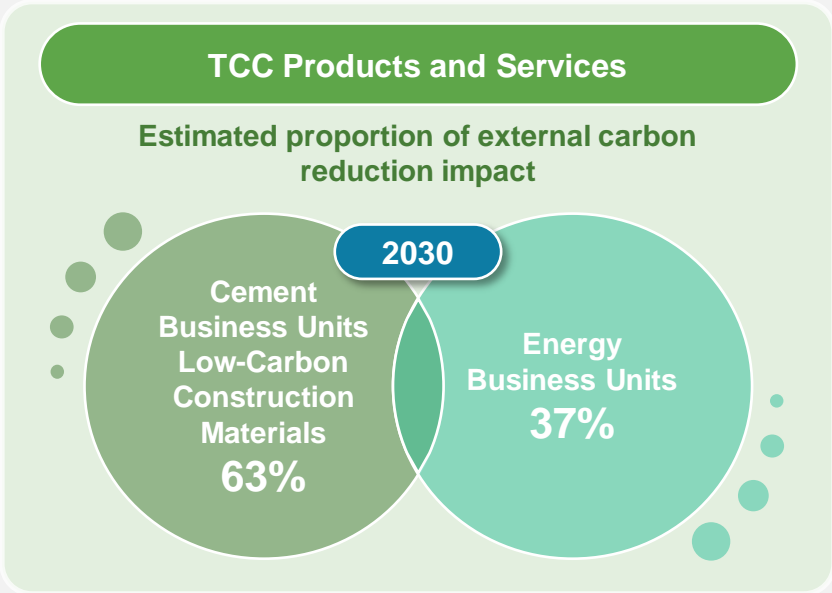 TCC Products and Services
Estimated proportion of external carbon
reduction impact
2030
Cement
Business Units
Low-Carbon
Construction
Materials
63%
Energy
Business Units
37%